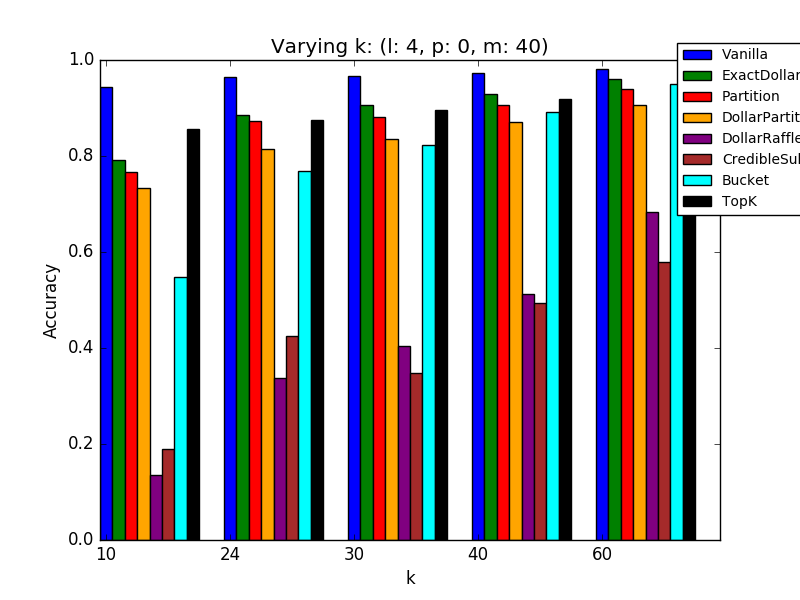 Varying k: (l: 4, p: 0, m: 40)
1.0
0.8
0.6
0.4
0.2
0.0
Accuracy
10 24 30 40 60
k
Vanilla
ExactDollar
Partition
DollarPartit
DollarRaffle
CredibleSu
Bucket
TopK